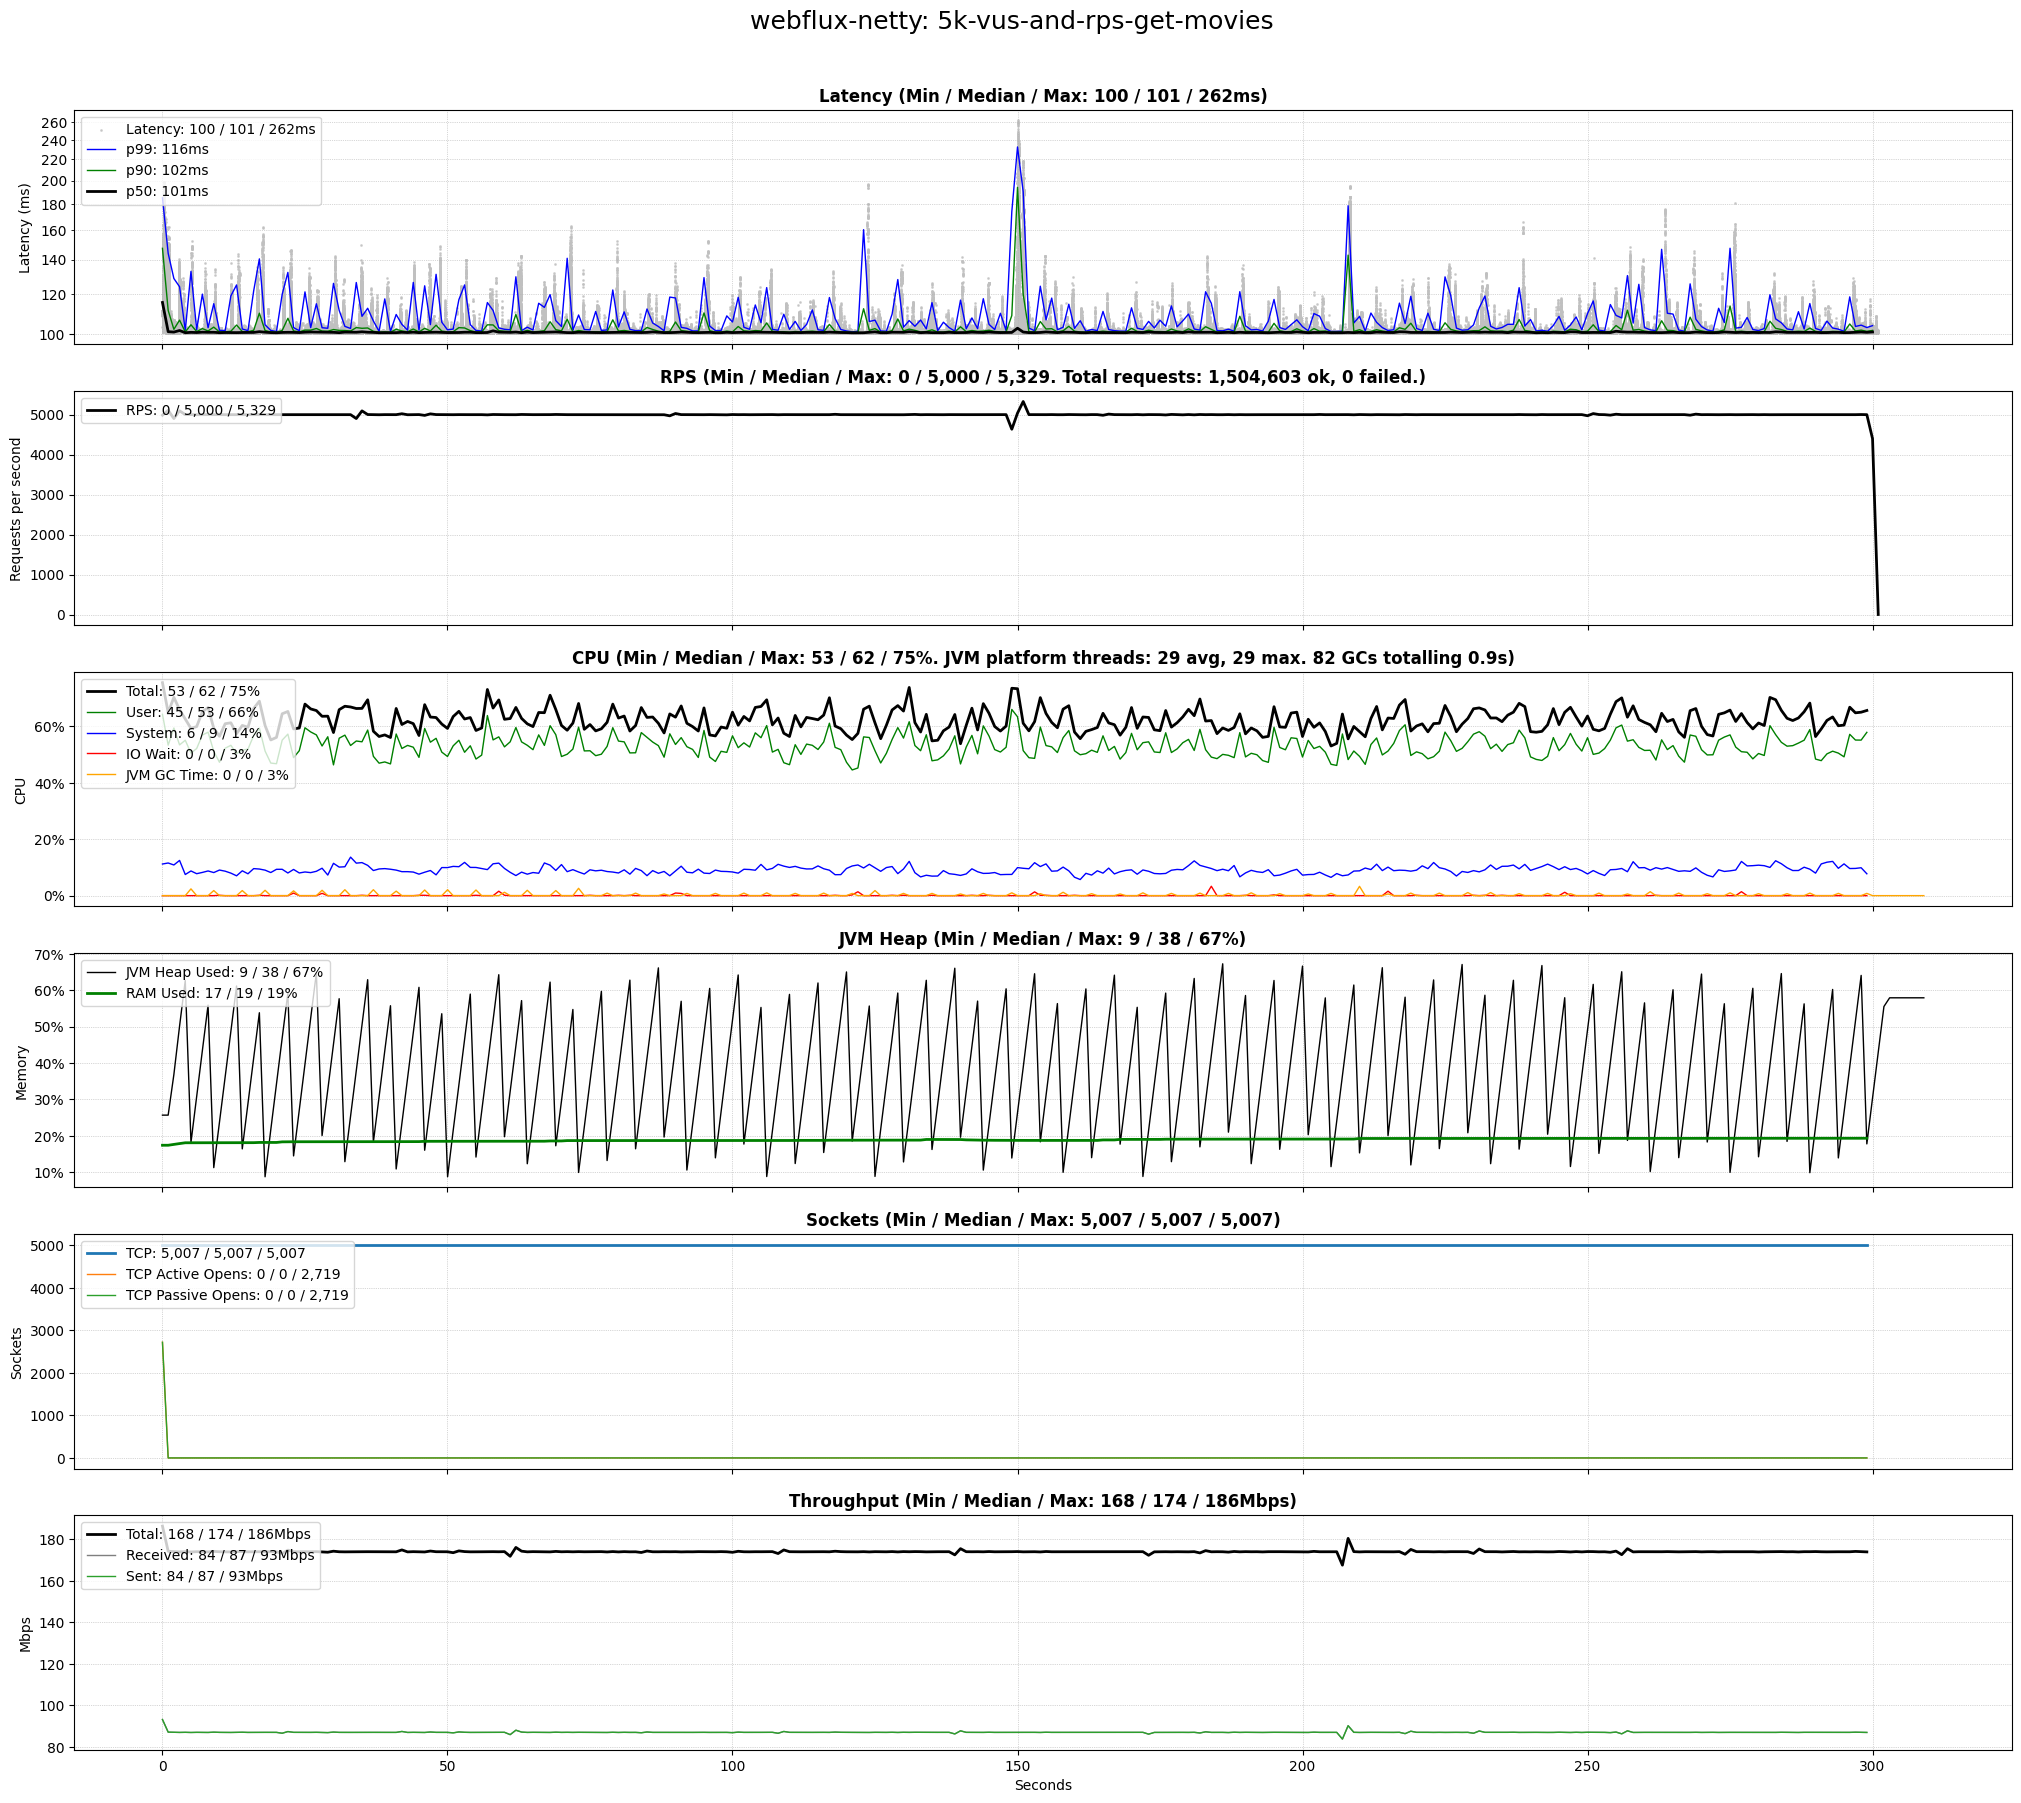 webflux-netty: 5k-vus-and-rps-get-movies
Latency (Min / Median / Max: 100 / 101 / 262ms)
Latency (ms)
260
240
220
200
180
160
140
120
100
Latency: 100 / 101 / 262ms
p99: 116ms
p90: 102ms
p50: 101ms
RPS (Min / Median / Max: 0 / 5,000 / 5,329. Total requests: 1,504,603 ok, 0 failed.)
Requests per second
5000
4000
3000
2000
1000
0
RPS: 0 / 5,000 / 5,329
CPU (Min / Median / Max: 53 / 62 / 75%. JVM platform threads: 29 avg, 29 max. 82 GCs totalling 0.9s)
CPU
60%
40%
20%
0%
Total: 53 / 62 / 75%
User: 45 / 53 / 66%
System: 6 / 9 / 14%
IO Wait: 0 / 0 / 3%
JVM GC Time: 0 / 0 / 3%
JVM Heap (Min / Median / Max: 9 / 38 / 67%)
Memory
70%
60%
50%
40%
30%
20%
10%
JVM Heap Used: 9 / 38 / 67%
RAM Used: 17 / 19 / 19%
Sockets (Min / Median / Max: 5,007 / 5,007 / 5,007)
Sockets
5000
4000
3000
2000
1000
0
TCP: 5,007 / 5,007 / 5,007
TCP Active Opens: 0 / 0 / 2,719
TCP Passive Opens: 0 / 0 / 2,719
Throughput (Min / Median / Max: 168 / 174 / 186Mbps)
Mbps
180
160
140
120
100
80
Total: 168 / 174 / 186Mbps
Received: 84 / 87 / 93Mbps
Sent: 84 / 87 / 93Mbps
0 50 100 150 200 250 300
Seconds